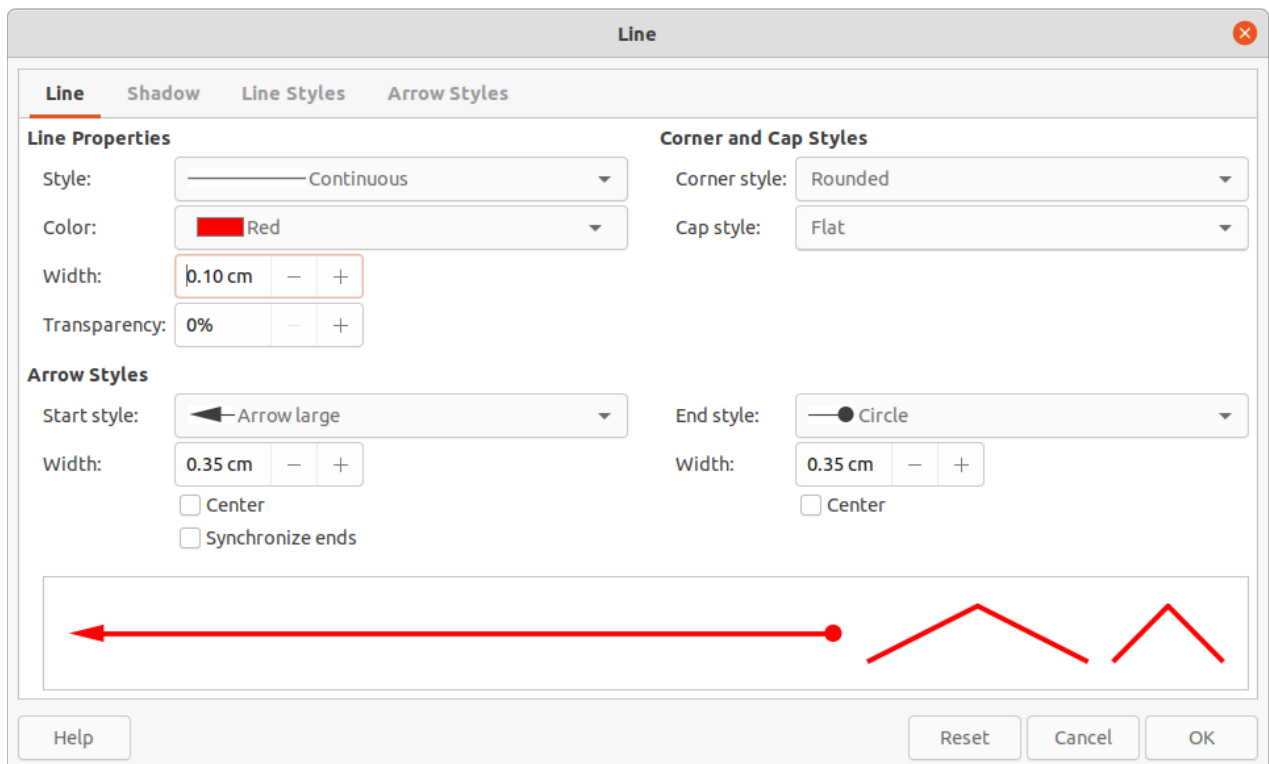 Line
Line Shadow Line Styles Arrow Styles
Line Properties
Style: Continuous
Color: Red
Width: 0.10 cm
Transparency: 0%
Corner and Cap Styles
Corner style: Rounded
Cap style: Flat
Arrow Styles
Start style: Arrow large
Width: 0.35 cm
Center
Synchronize ends
End style: Circle
Width: 0.35 cm
Center
Help Reset Cancel OK